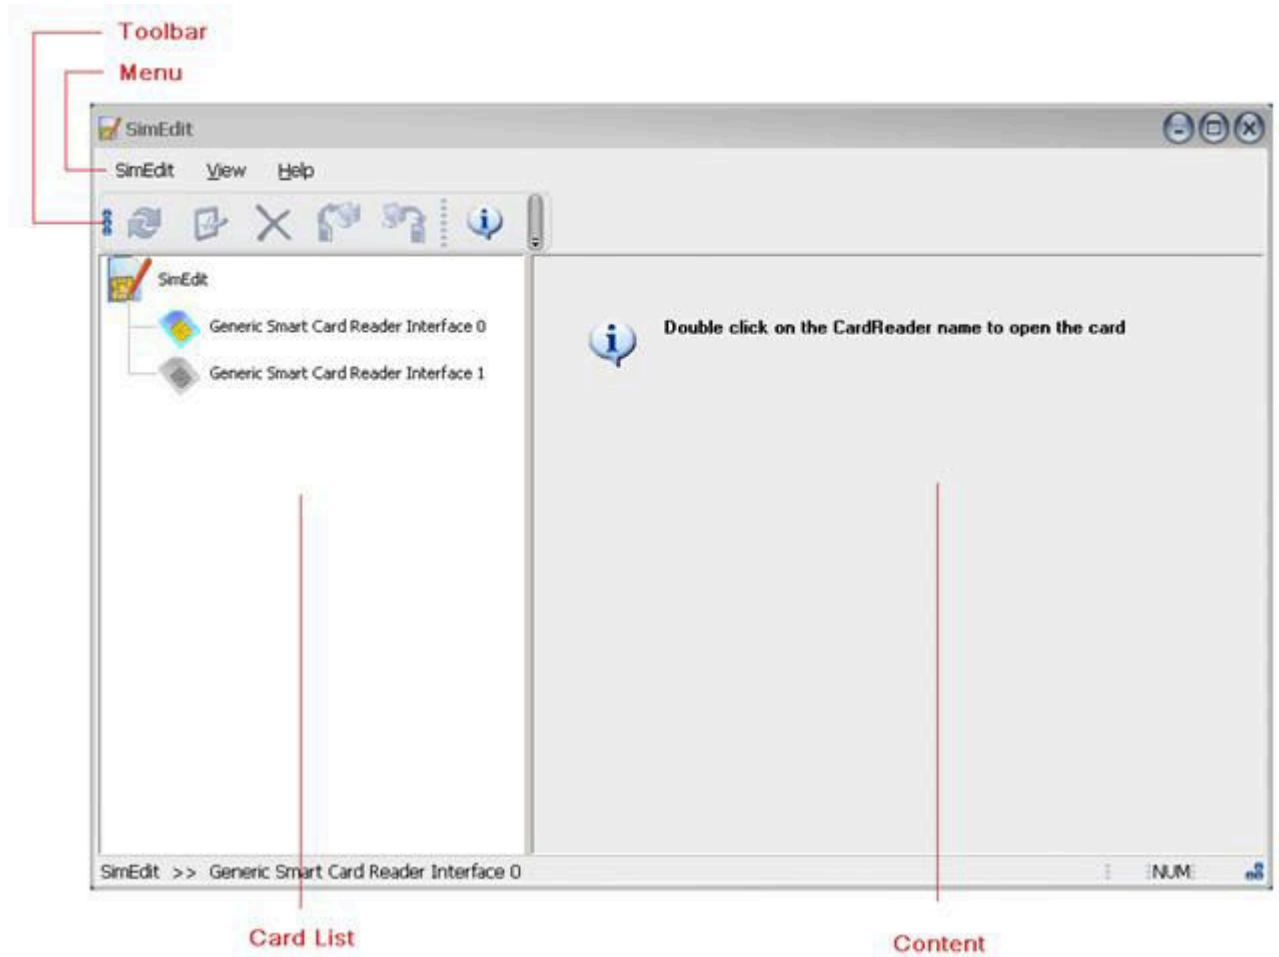 Toolbar
Menu
SimEdit
SimEdit View Help
SimEdit
Generic Smart Card Reader Interface 0
Generic Smart Card Reader Interface 1
Double click on the CardReader name to open the card
SimEdit >> Generic Smart Card Reader Interface 0 NUM
Card List
Content